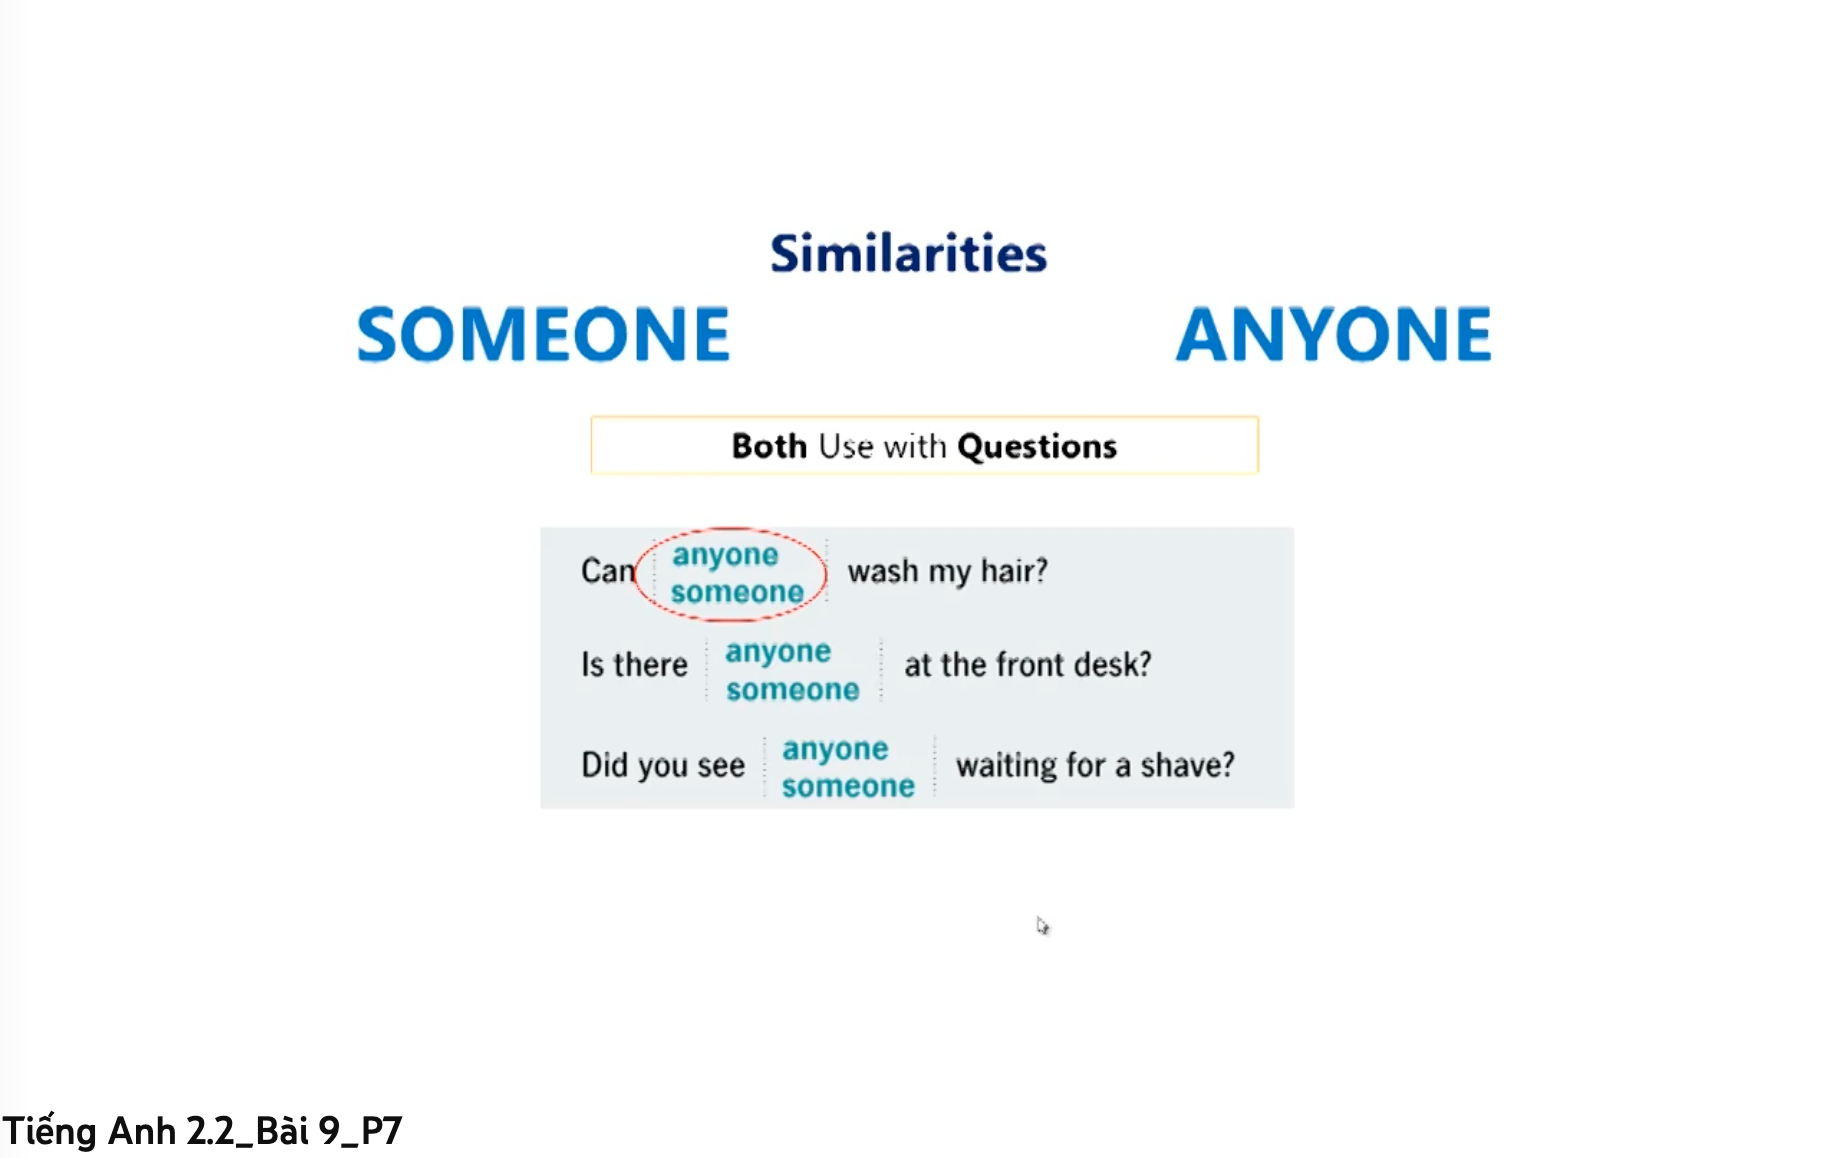 Similarities
SOMEONE ANYONE
Both Use with Questions
anyone
Can wash my hair?
someone
anyone
Is there at the front desk?
someone
anyone
Did you see waiting for a shave?
someone
Tiếng Anh 2.2_Bài 9_P7